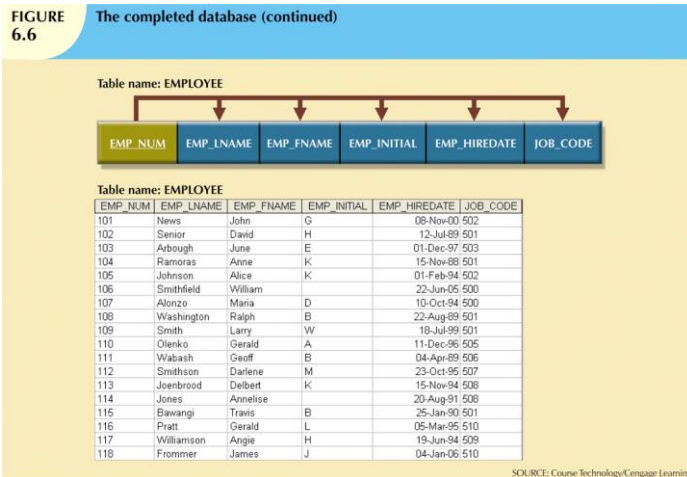 FIGURE
6.6
The completed database (continued)
Table name: EMPLOYEE
EMP_NUM EMP_LNAME EMP_FNAME EMP_INITIAL EMP_HIREDATE JOB_CODE
Table name: EMPLOYEE
EMP_NUM EMP_LNAME EMP_FNAME EMP_INITIAL EMP_HIREDATE JOB_CODE
101 News John G 08-Nov-00 502
102 Senior David H 12-Jul-89 501
103 Arbough June E 01-Dec-97 503
104 Ramoras Anne K 15-Nov-88 501
105 Johnson Alice K 01-Feb-94 502
106 Smithfield William 22-Jun-05 500
107 Alonzo Maria D 10-Oct-94 500
108 Washington Ralph B 22-Aug-89 501
109 Smith Larry W 18-Jul-99 501
110 Olenko Gerald A 11-Dec-96 505
111 Wabash Geoff B 04-Apr-89 506
112 Smithson Darlene M 23-Oct-95 507
113 Joenbrood Delbert K 15-Nov-94 508
114 Jones Annelise 20-Aug-91 508
115 Bawangi Travis B 25-Jan-90 501
116 Pratt Gerald L 05-Mar-95 510
117 Williamson Angie H 19-Jun-94 509
118 Frommer James J 04-Jan-06 510
SOURCE: Course Technology/Cengage Learnin